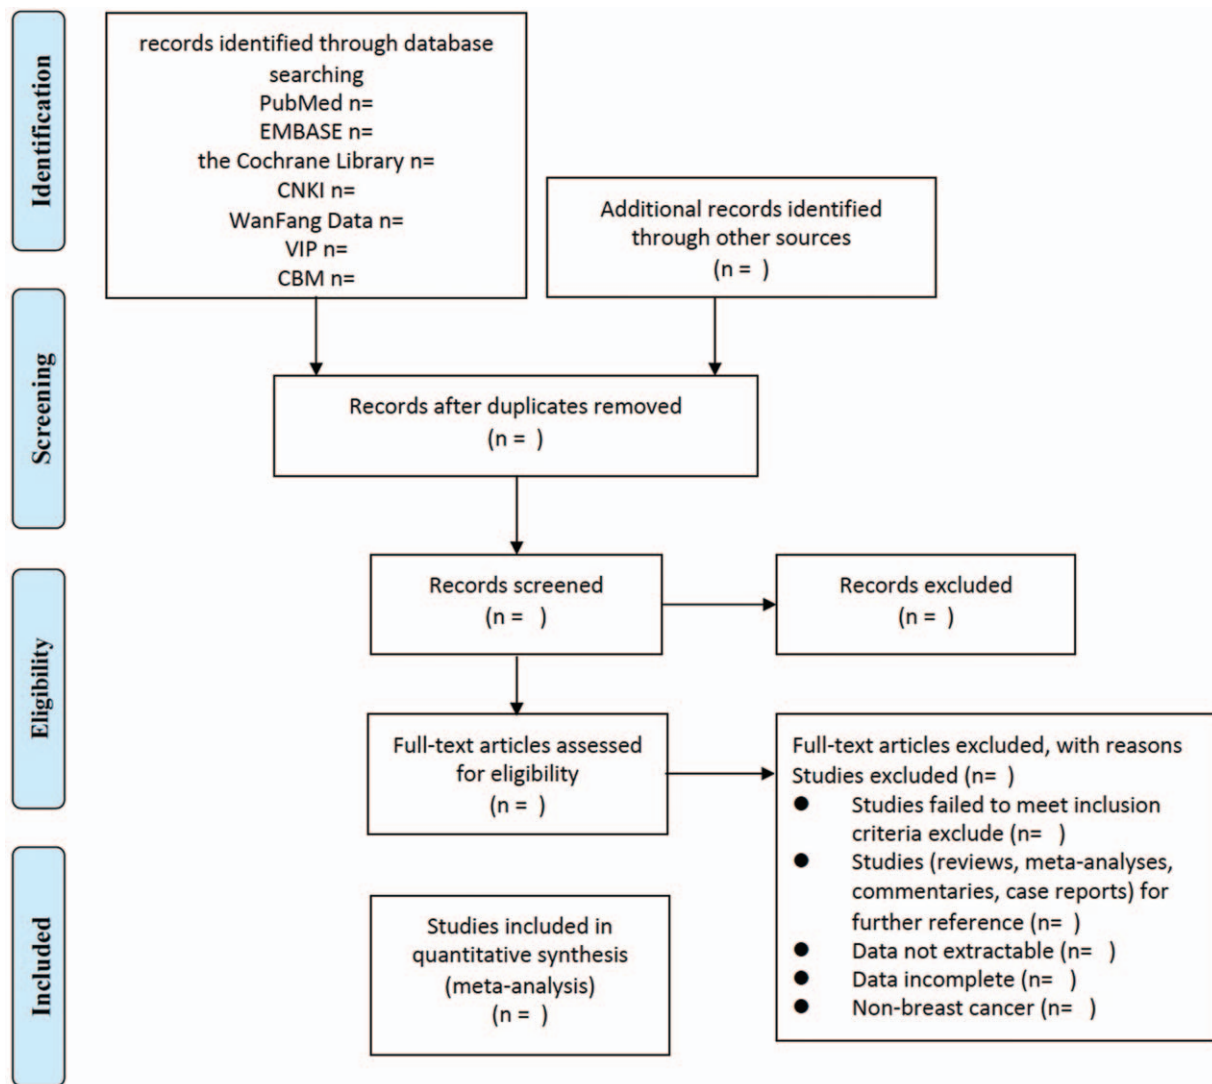 Identification
records identified through database
searching
PubMed n=
EMBASE n=
the Cochrane Library n=
CNKI n=
WanFang Data n=
VIP n=
CBM n=
Additional records identified
through other sources
(n = )
Screening
Records after duplicates removed
(n = )
Eligibility
Records screened
(n = )
Records excluded
(n = )
Full-text articles assessed
for eligibility
(n = )
Full-text articles excluded, with reasons
Studies excluded (n= )
● Studies failed to meet inclusion
criteria exclude (n= )
● Studies (reviews, meta-analyses,
commentaries, case reports) for
further reference (n= )
● Data not extractable (n= )
● Data incomplete (n= )
● Non-breast cancer (n= )
Included
Studies included in
quantitative synthesis
(meta-analysis)
(n = )